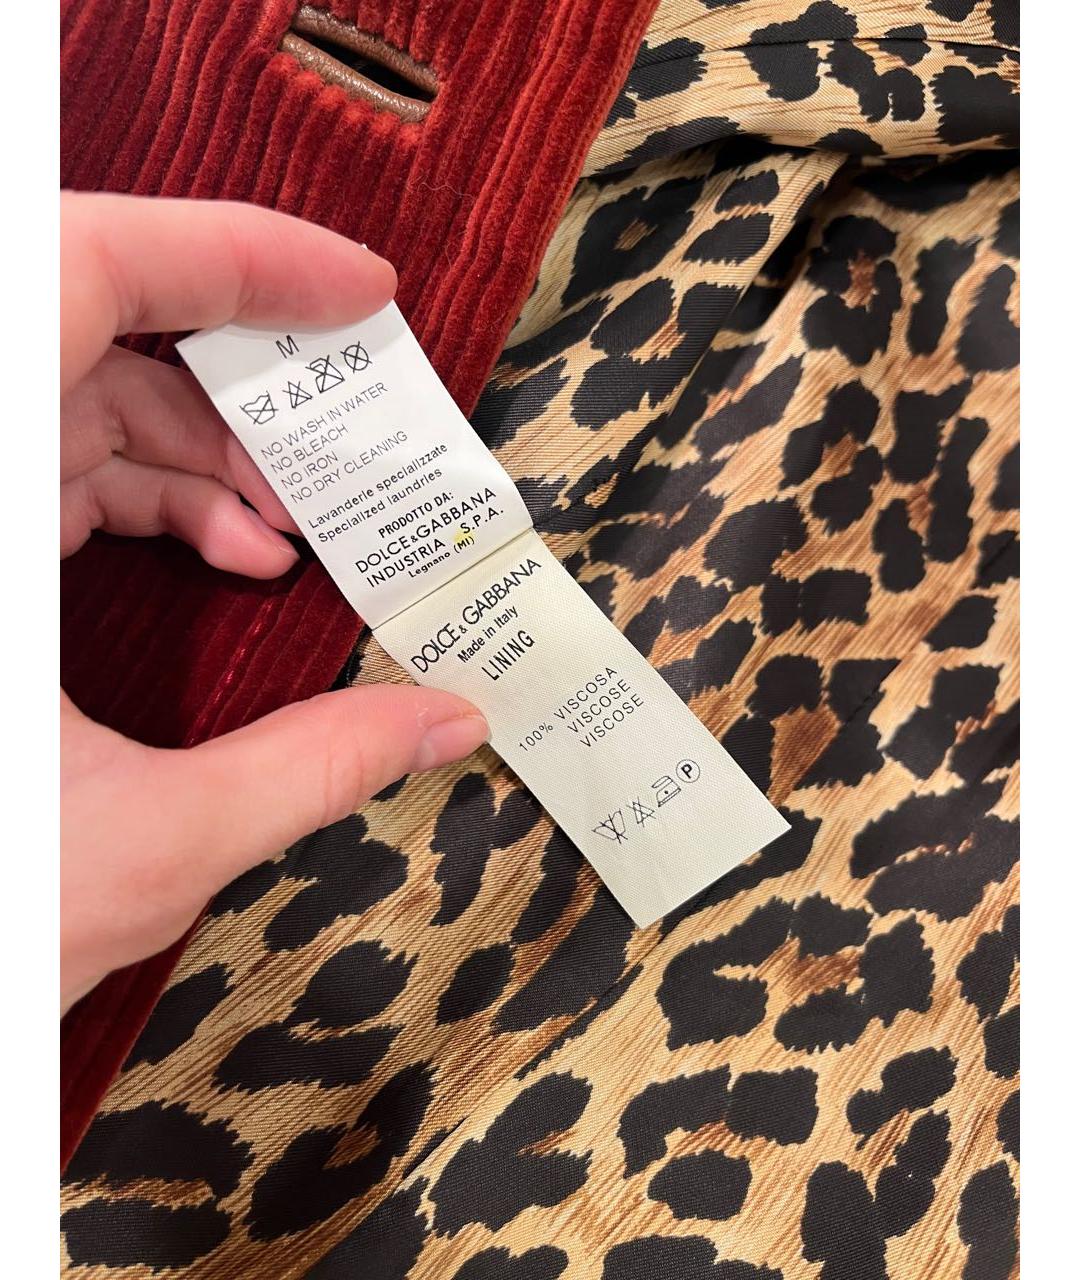 M
NO WASH IN WATER
NO BLEACH
NO IRON
NO DRY CLEANING
Lavanderie specializzate
Specialized laundries
PRODOTTO DA:
DOLCE&GABBANA
INDUSTRIA S.P.A.
Legnano (MI)
DOLCE&GABBANA
Made in Italy
LINING
100% VISCOSA
VISCOSE
VISCOSE
P